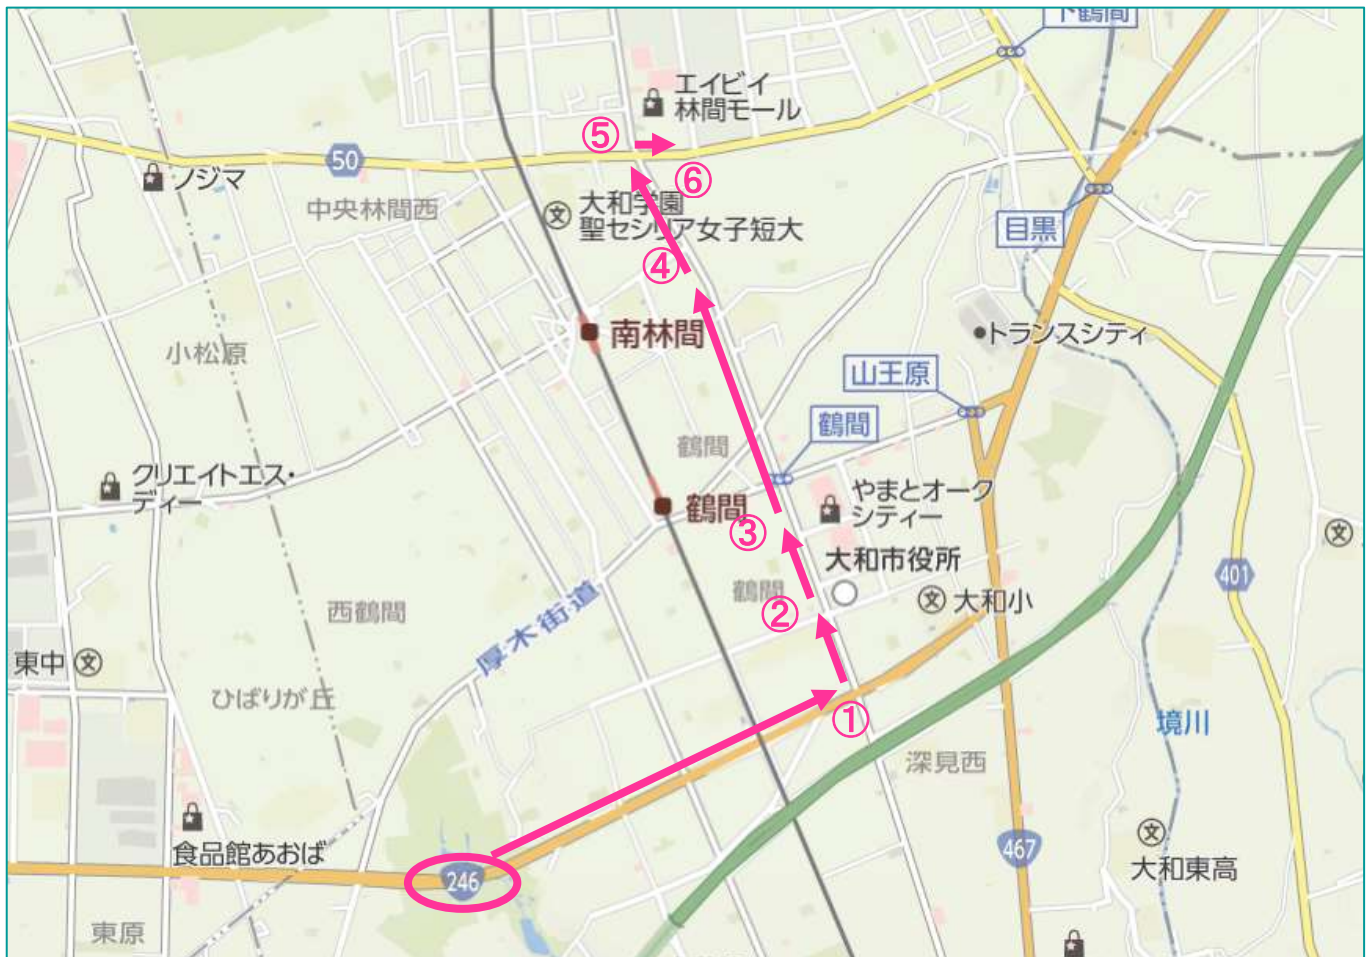 下鶴間
エイビイ
林間モール
⑤
50
ノジマ
⑥
中央林間西
大和学園
聖セシリア女子短大
目黒
④
南林間
トランスシティ
小松原
山王原
鶴間
鶴間
クリエイトエス・
ディー
やまとオーク
シティー
鶴間
③
大和市役所
401
鶴間
②
大和小
西鶴間
厚木街道
東中
ひばりが丘
①
境川
深見西
食品館あおば
467
大和東高
246
東原